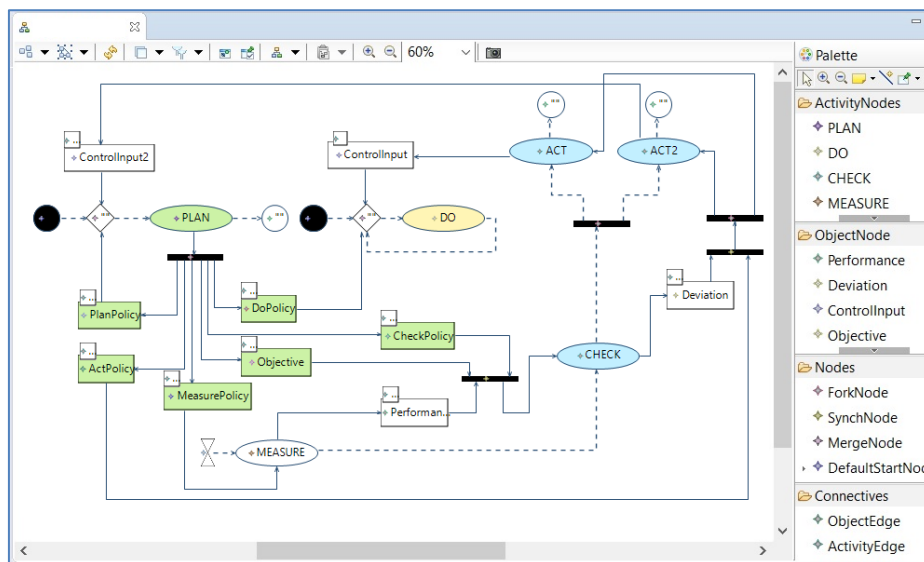 60%
Palette
ActivityNodes
PLAN
DO
CHECK
MEASURE
ObjectNode
Performance
Deviation
ControlInput
Objective
Nodes
ForkNode
SynchNode
MergeNode
DefaultStartNod
Connectives
ObjectEdge
ActivityEdge
""
""
...
...
ControlInput2
ControlInput
ACT
ACT2
""
PLAN
""
""
DO
...
...
...
PlanPolicy
DoPolicy
Deviation
...
CheckPolicy
...
...
ActPolicy
Objective
CHECK
...
MeasurePolicy
...
Performan...
MEASURE